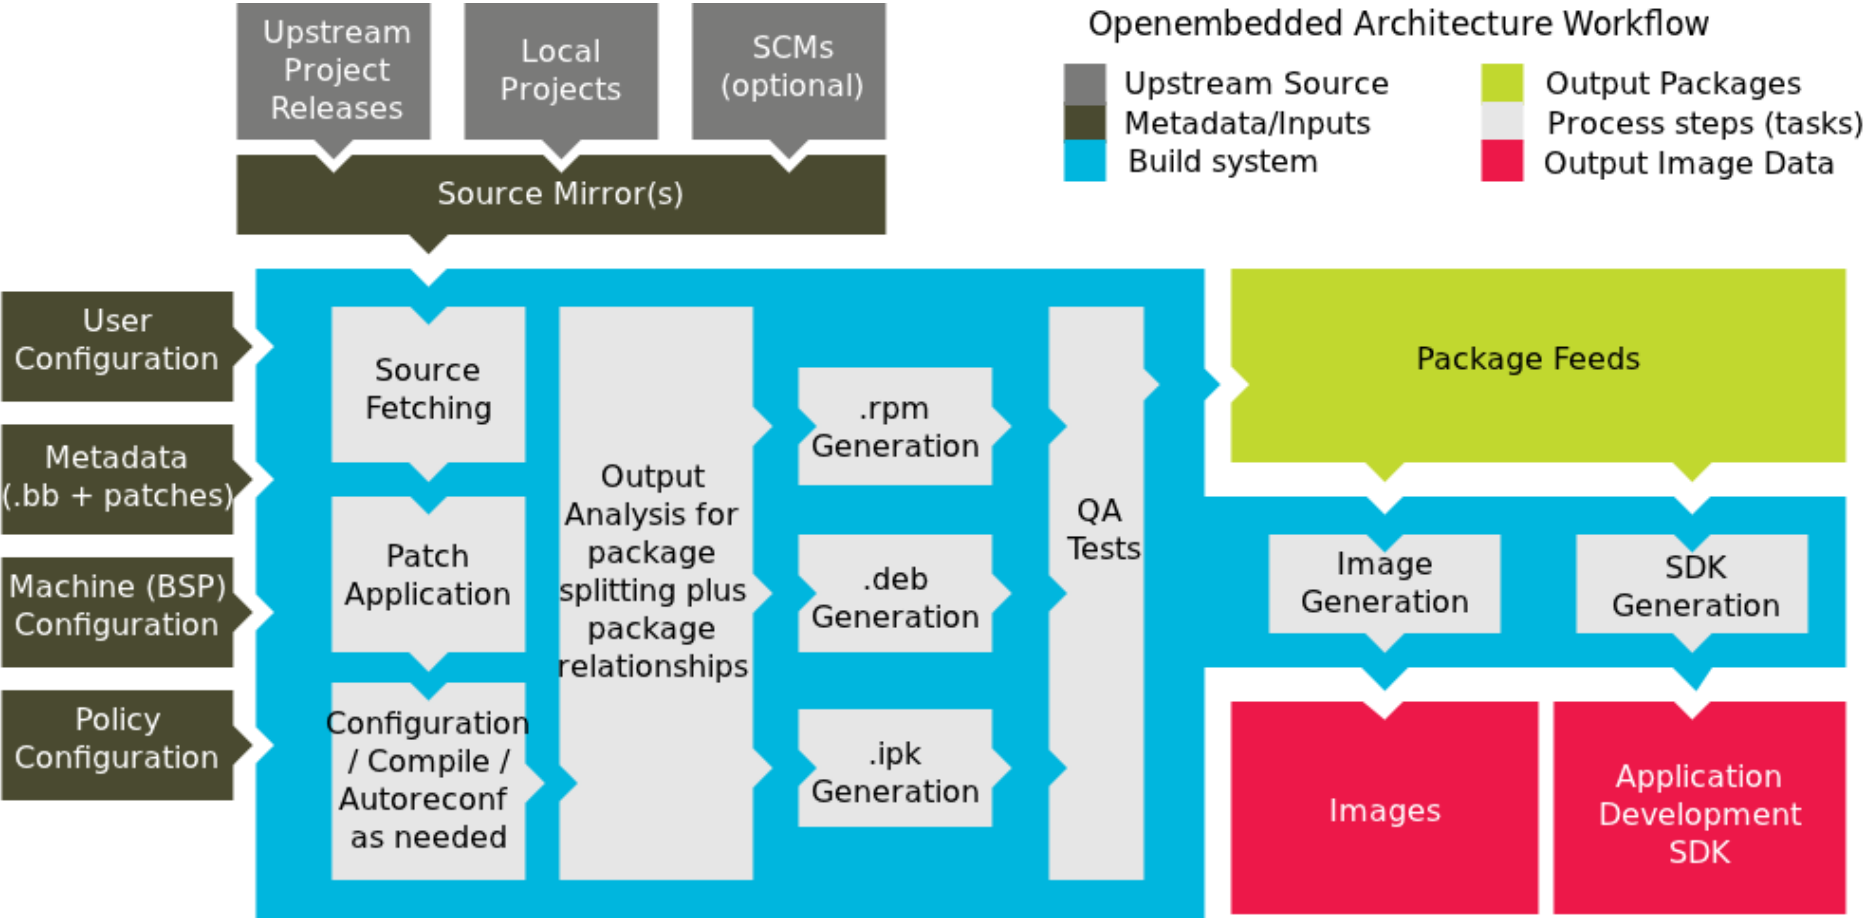 Upstream
Project
Releases
Local
Projects
SCMs
(optional)
Source Mirror(s)
Openembedded Architecture Workflow
Upstream Source
Metadata/Inputs
Build system
Output Packages
Process steps (tasks)
Output Image Data
User
Configuration
Metadata
(.bb + patches)
Machine (BSP)
Configuration
Policy
Configuration
Source
Fetching
Patch
Application
Configuration
/ Compile /
Autoreconf
as needed
Output
Analysis for
package
splitting plus
package
relationships
.rpm
Generation
.deb
Generation
.ipk
Generation
QA
Tests
Package Feeds
Image
Generation
SDK
Generation
Images
Application
Development
SDK